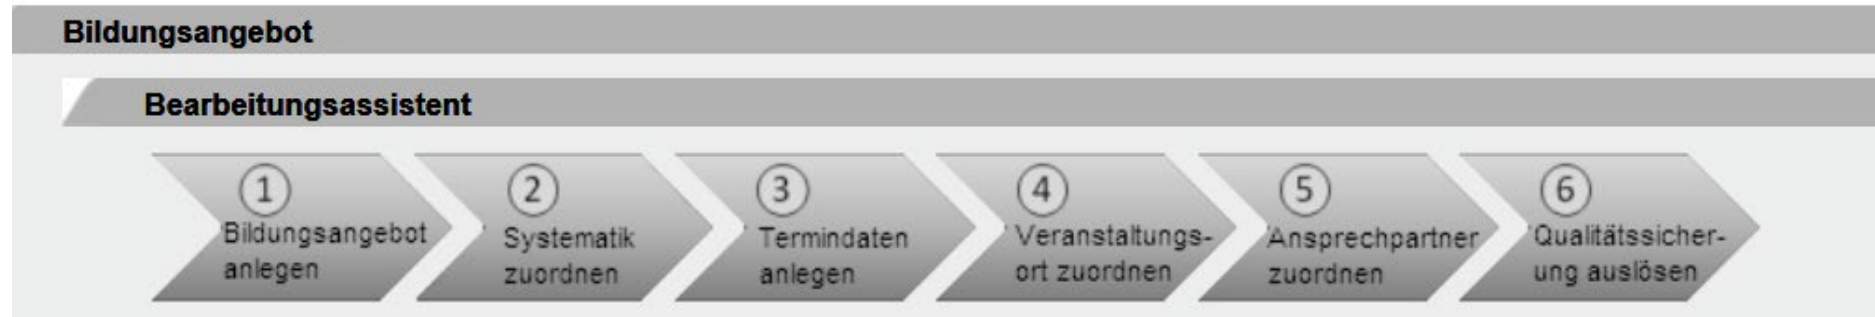 Bildungsangebot
Bearbeitungsassistent
1
Bildungsangebot
anlegen
2
Systematik
zuordnen
3
Termindaten
anlegen
4
Veranstaltungs-
ort zuordnen
5
Ansprechpartner
zuordnen
6
Qualitätssicher-
ung auslösen